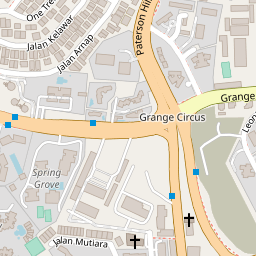 One Tree
Jalan Kelawar
Jalan Arnap
Paterson Hill
Grange
Grange Circus
Leon
Spring
Grove
Jalan Mutiara